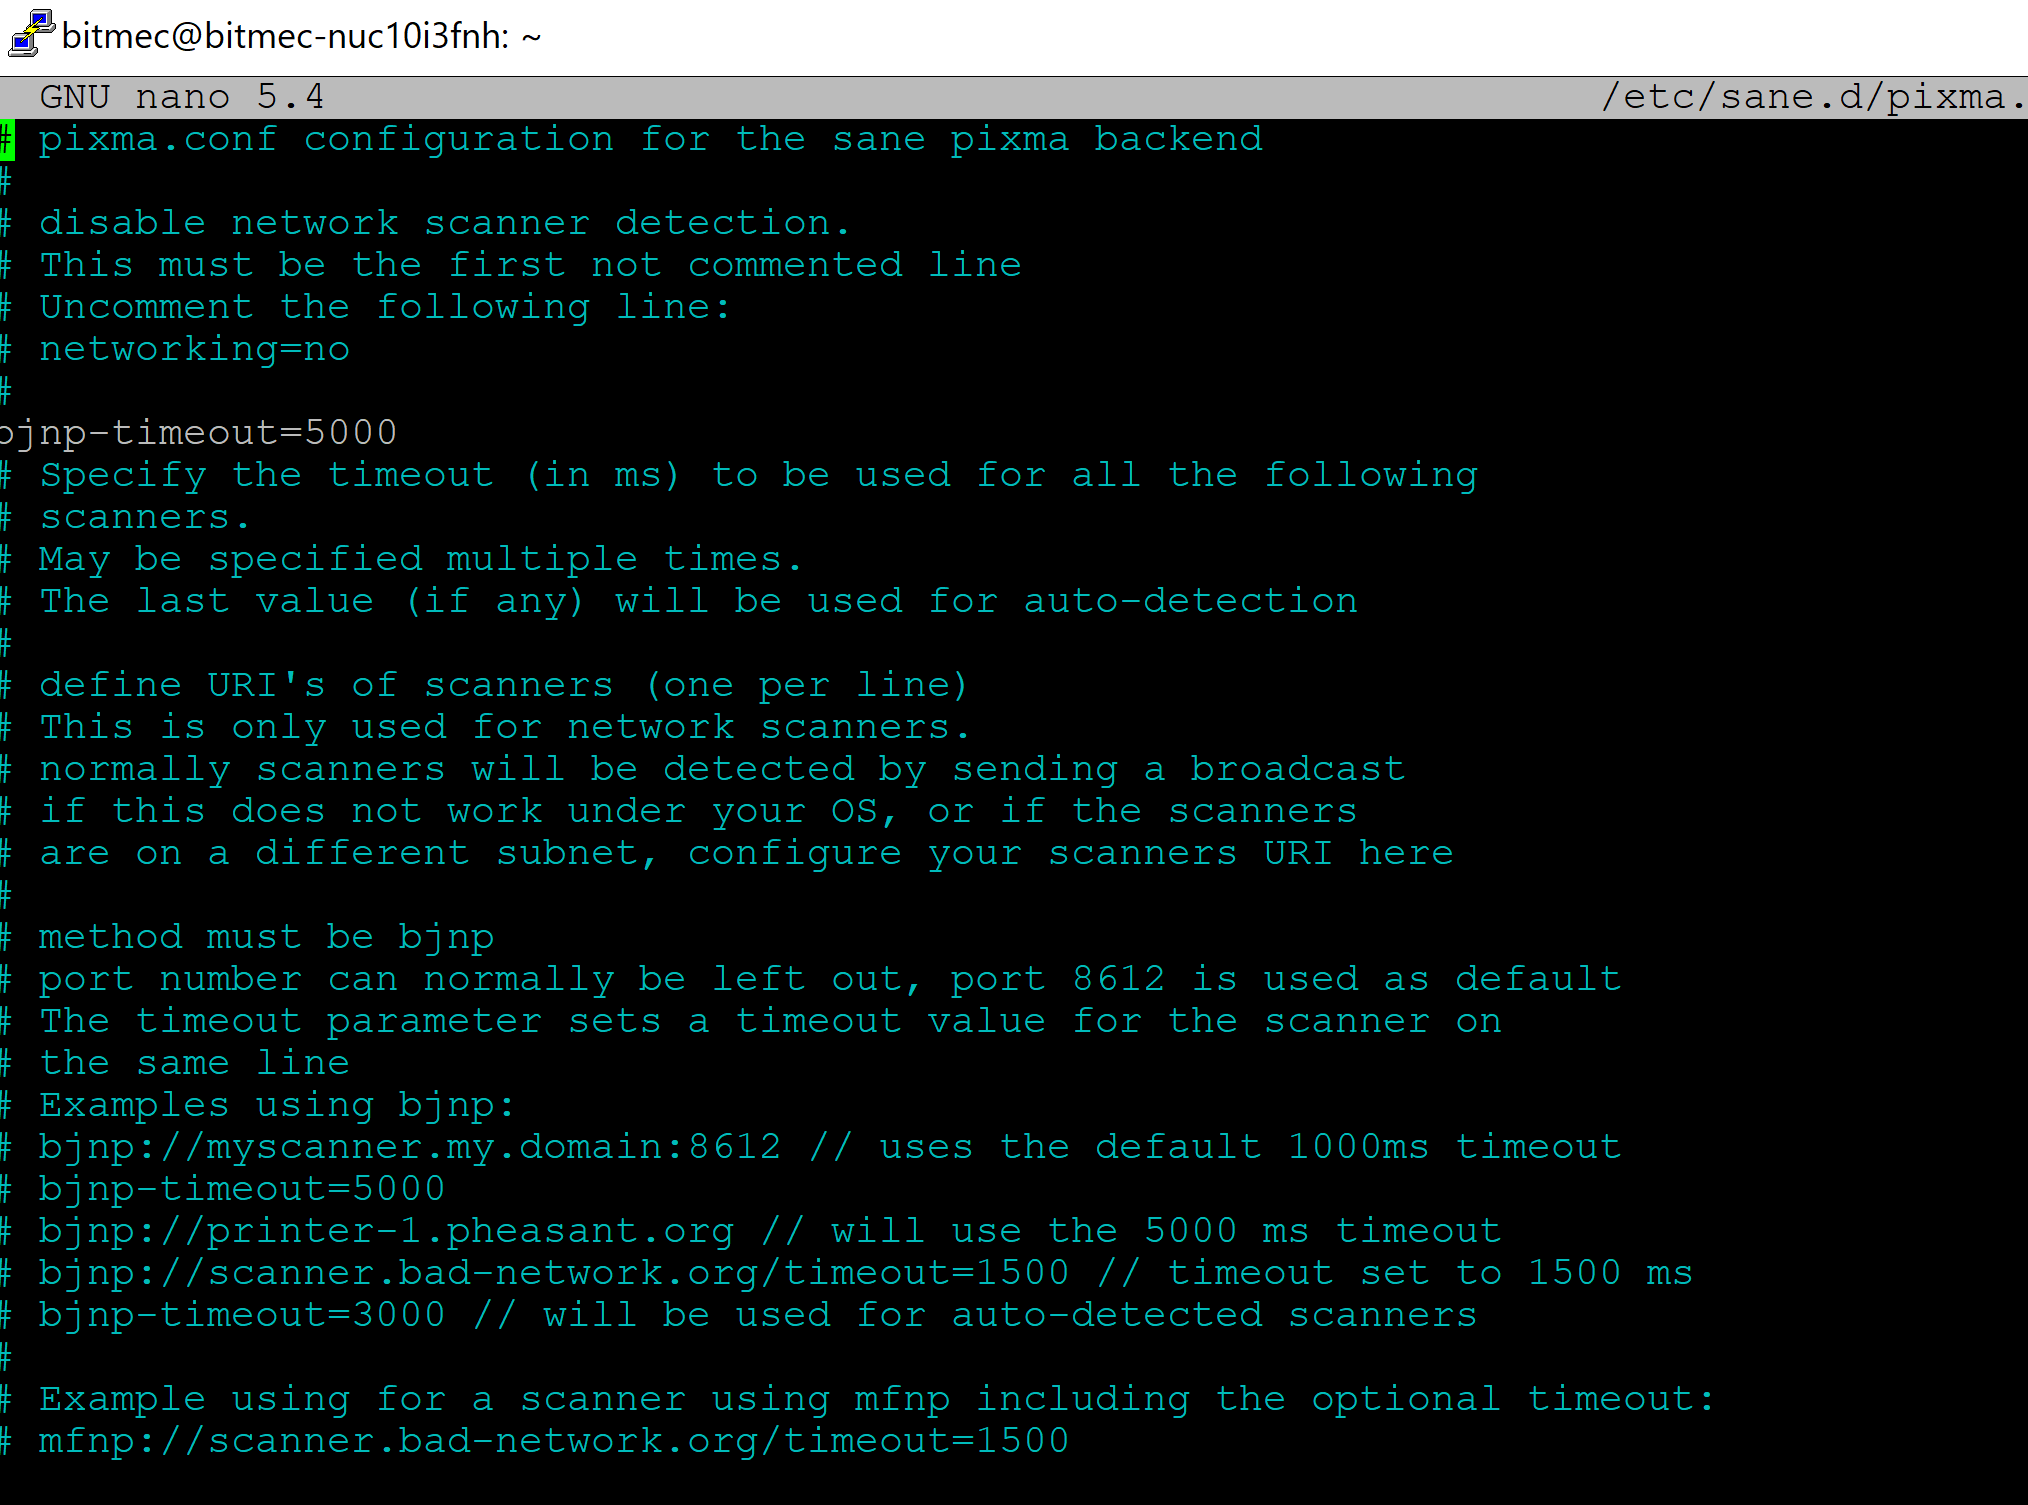 bitmec@bitmec-nuc10i3fnh: ~
GNU nano 5.4 /etc/sane.d/pixma.
# pixma.conf configuration for the sane pixma backend
#
# disable network scanner detection.
# This must be the first not commented line
# Uncomment the following line:
# networking=no
#
bjnp-timeout=5000
# Specify the timeout (in ms) to be used for all the following
# scanners.
# May be specified multiple times.
# The last value (if any) will be used for auto-detection
#
# define URI's of scanners (one per line)
# This is only used for network scanners.
# normally scanners will be detected by sending a broadcast
# if this does not work under your OS, or if the scanners
# are on a different subnet, configure your scanners URI here
#
# method must be bjnp
# port number can normally be left out, port 8612 is used as default
# The timeout parameter sets a timeout value for the scanner on
# the same line
# Examples using bjnp:
# bjnp://myscanner.my.domain:8612 // uses the default 1000ms timeout
# bjnp-timeout=5000
# bjnp://printer-1.pheasant.org // will use the 5000 ms timeout
# bjnp://scanner.bad-network.org/timeout=1500 // timeout set to 1500 ms
# bjnp-timeout=3000 // will be used for auto-detected scanners
#
# Example using for a scanner using mfnp including the optional timeout:
# mfnp://scanner.bad-network.org/timeout=1500